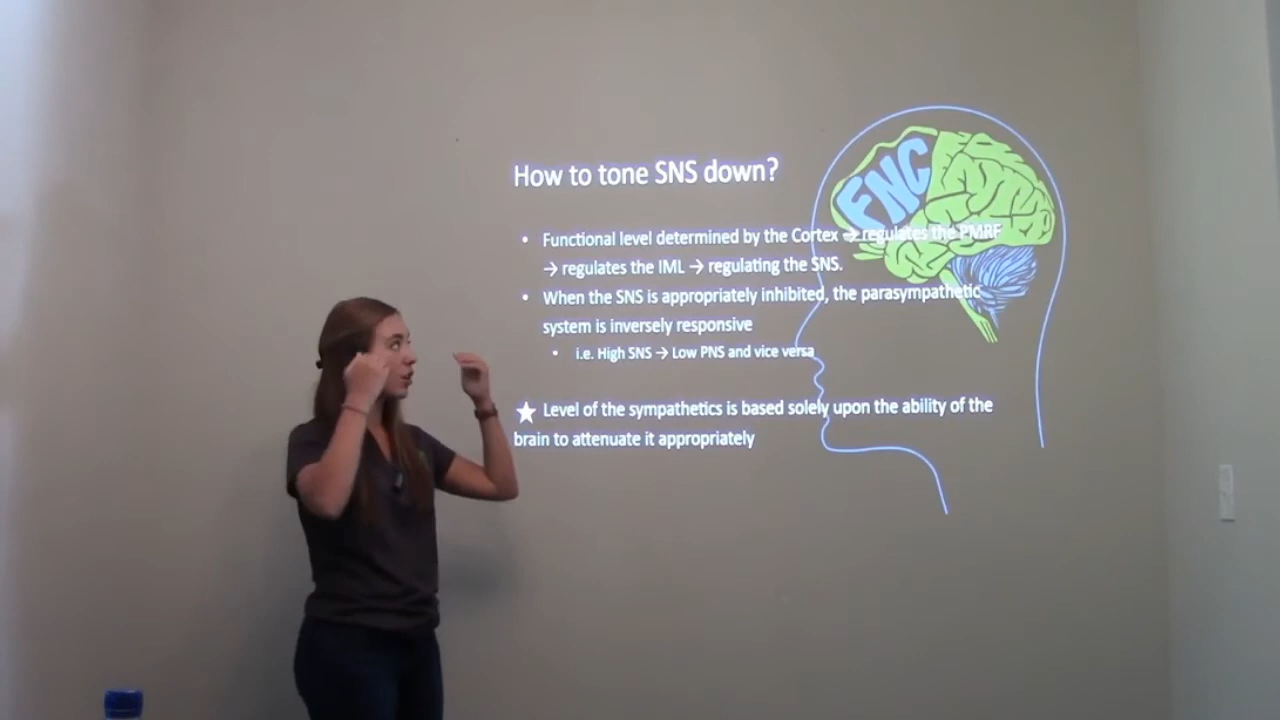 How to tone SNS down?
FNC
• Functional level determined by the Cortex → regulates the PMRF
→ regulates the IML → regulating the SNS.
• When the SNS is appropriately inhibited, the parasympathetic
system is inversely responsive
• i.e. High SNS → Low PNS and vice versa
★ Level of the sympathetics is based solely upon the ability of the
brain to attenuate it appropriately